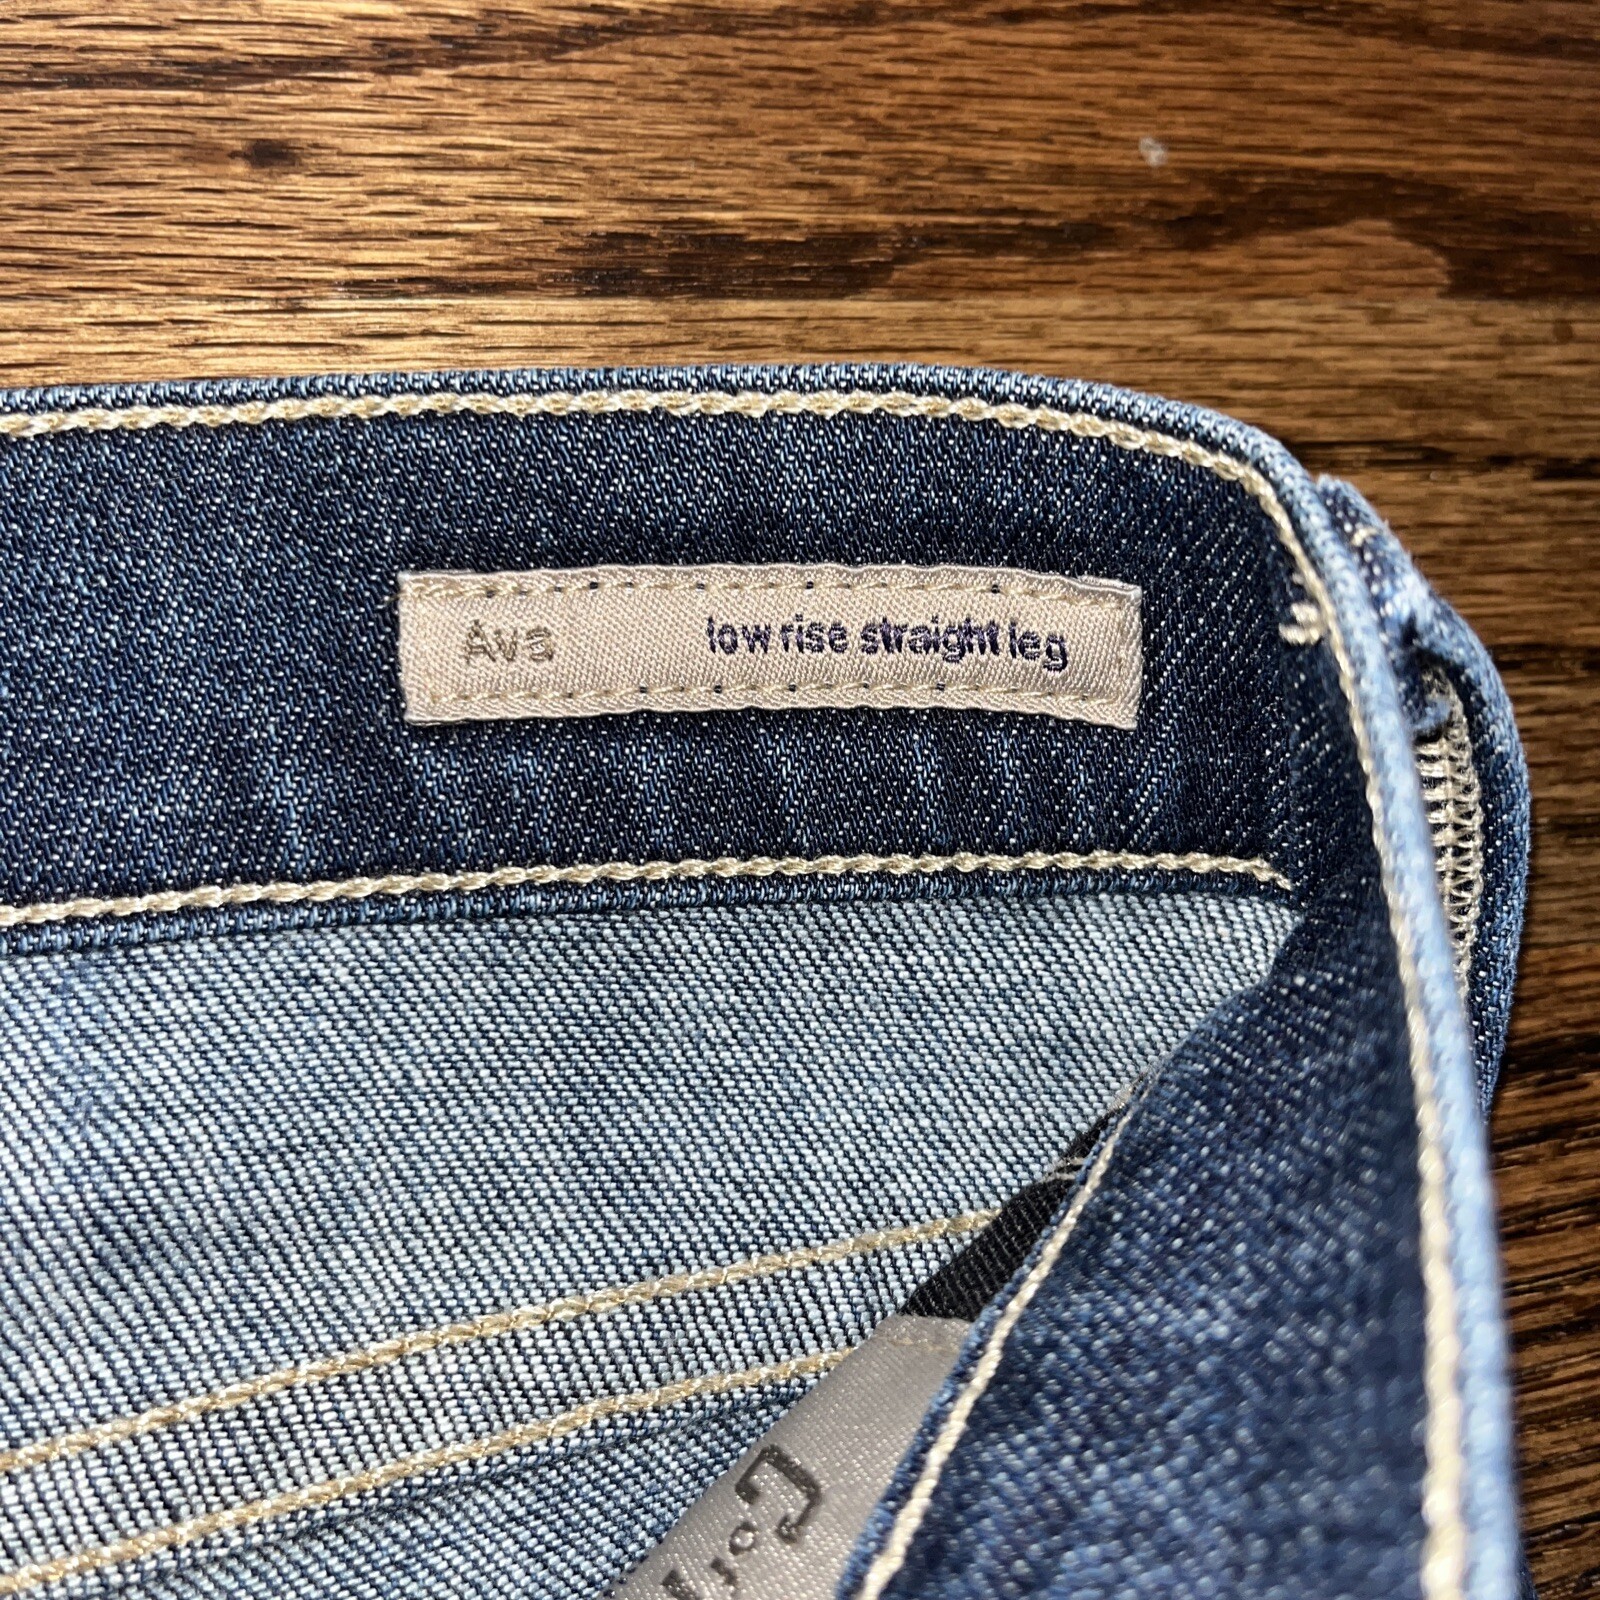 Ava low rise straight leg